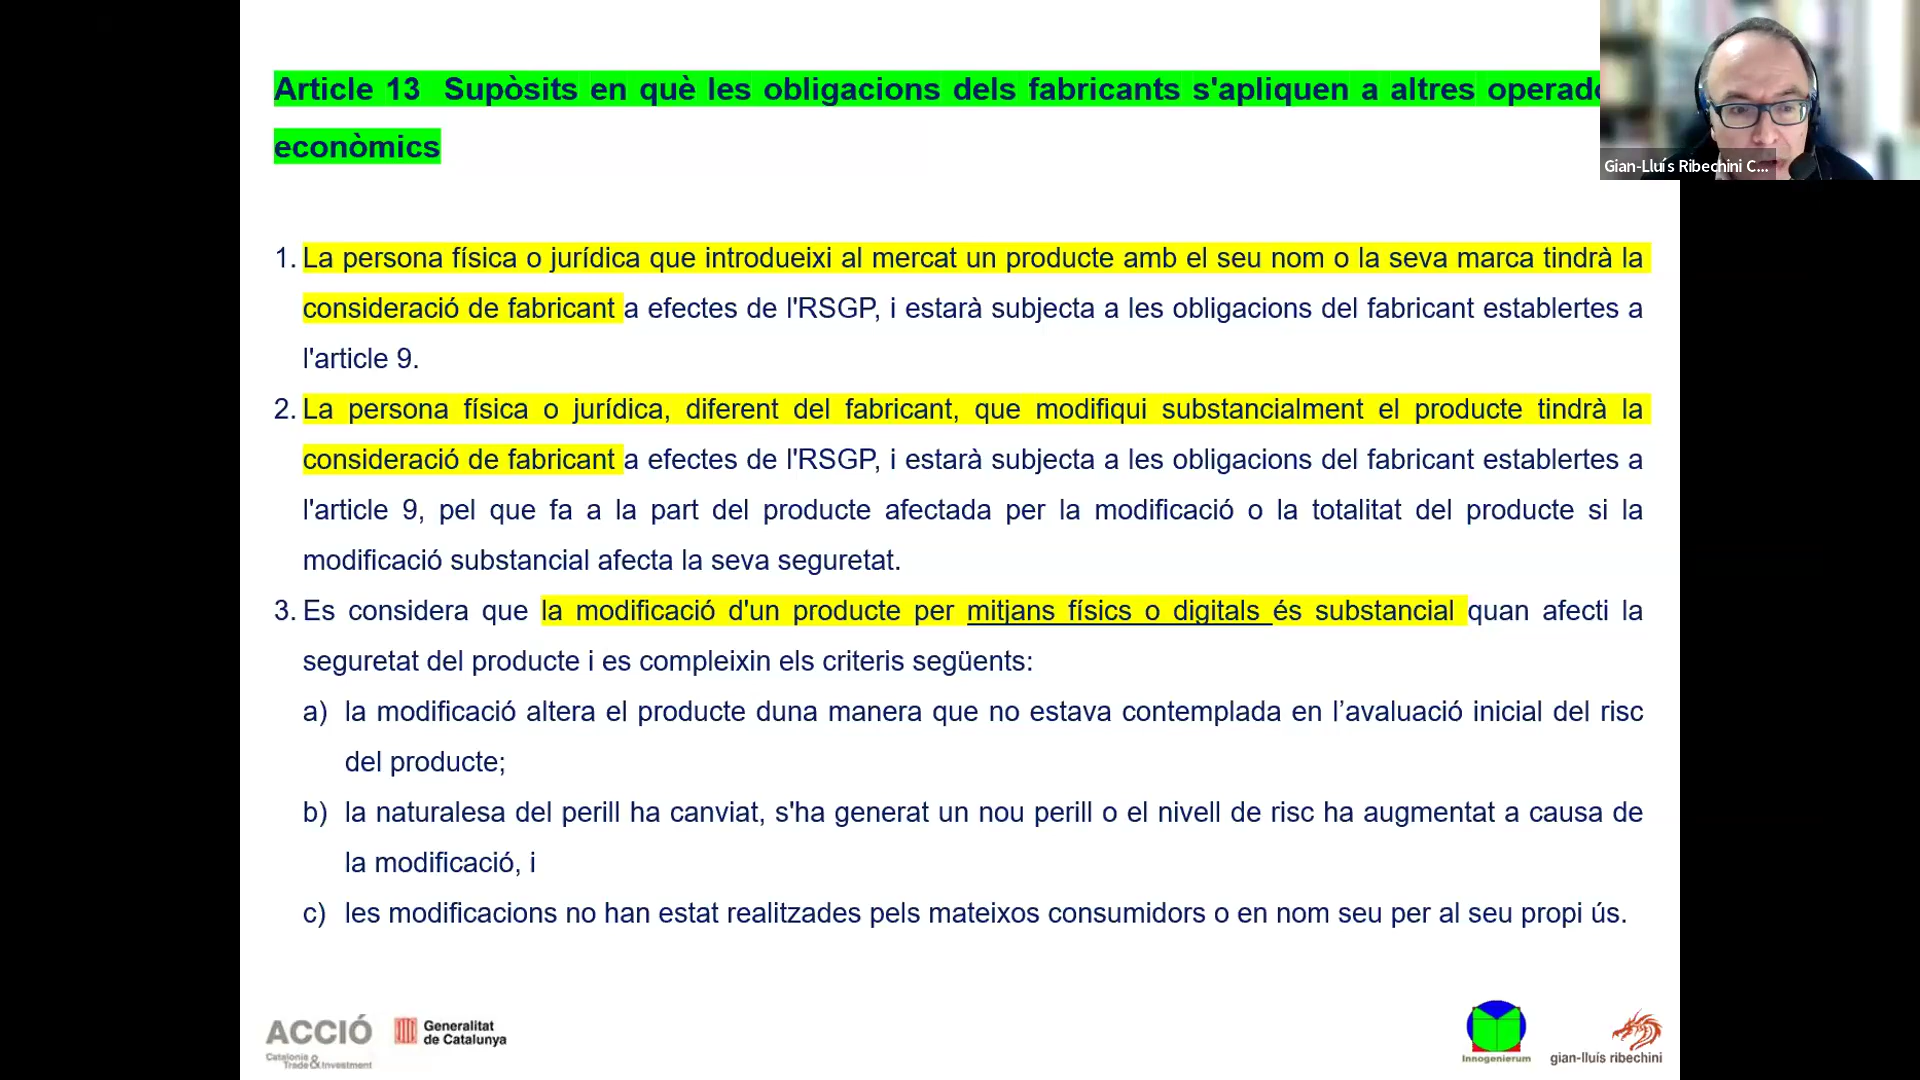 Article 13 Supòsits en què les obligacions dels fabricants s'apliquen a altres
econòmics
Gian-Lluís Ribechini C...
1. La persona física o jurídica que introdueixi al mercat un producte amb el seu nom o la seva marca tindrà la
consideració de fabricant a efectes de l'RSGP, i estarà subjecta a les obligacions del fabricant establertes a
l'article 9.
2. La persona física o jurídica, diferent del fabricant, que modifiqui substancialment el producte tindrà la
consideració de fabricant a efectes de l'RSGP, i estarà subjecta a les obligacions del fabricant establertes a
l'article 9, pel que fa a la part del producte afectada per la modificació o la totalitat del producte si la
modificació substancial afecta la seva seguretat.
3. Es considera que la modificació d'un producte per mitjans físics o digitals és substancial quan afecti la
seguretat del producte i es compleixin els criteris següents:
a) la modificació altera el producte duna manera que no estava contemplada en l’avaluació inicial del risc
del producte;
b) la naturalesa del perill ha canviat, s'ha generat un nou perill o el nivell de risc ha augmentat a causa de
la modificació, i
c) les modificacions no han estat realitzades pels mateixos consumidors o en nom seu per al seu propi ús.
ACCIÓ
Catalonia
Trade & Investment
Generalitat
de Catalunya
Innogenierum
gian-lluís ribechini